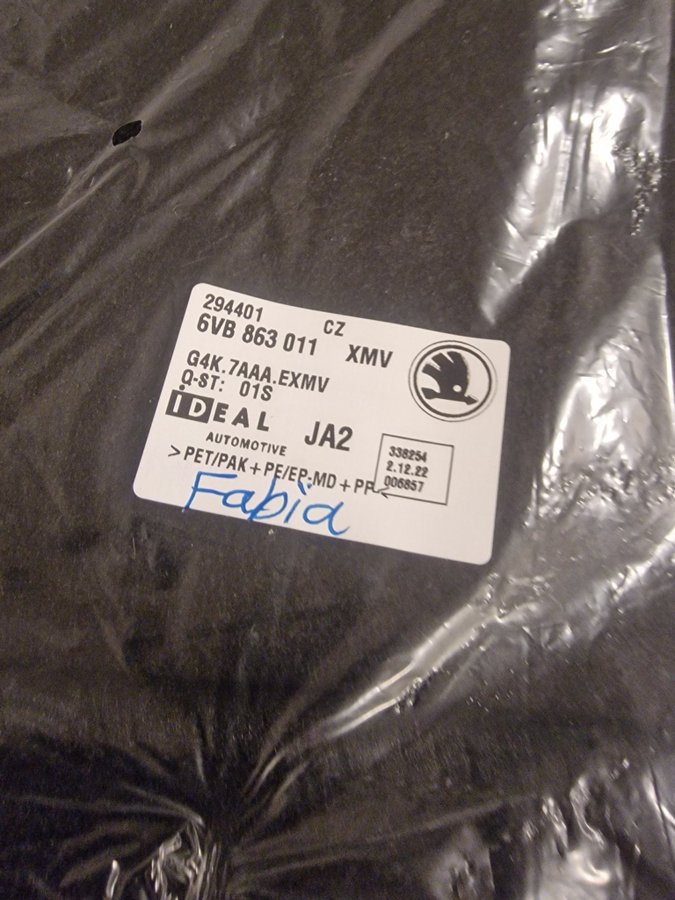 294401
6VB 863 011 CZ XMV
G4K.7AAA.EXMV
Q-ST: 01S
iDEAL JA2
AUTOMOTIVE
338254
2.12.22
006857
>PET/PAK+PE/EP-MD+PP<
Fabia